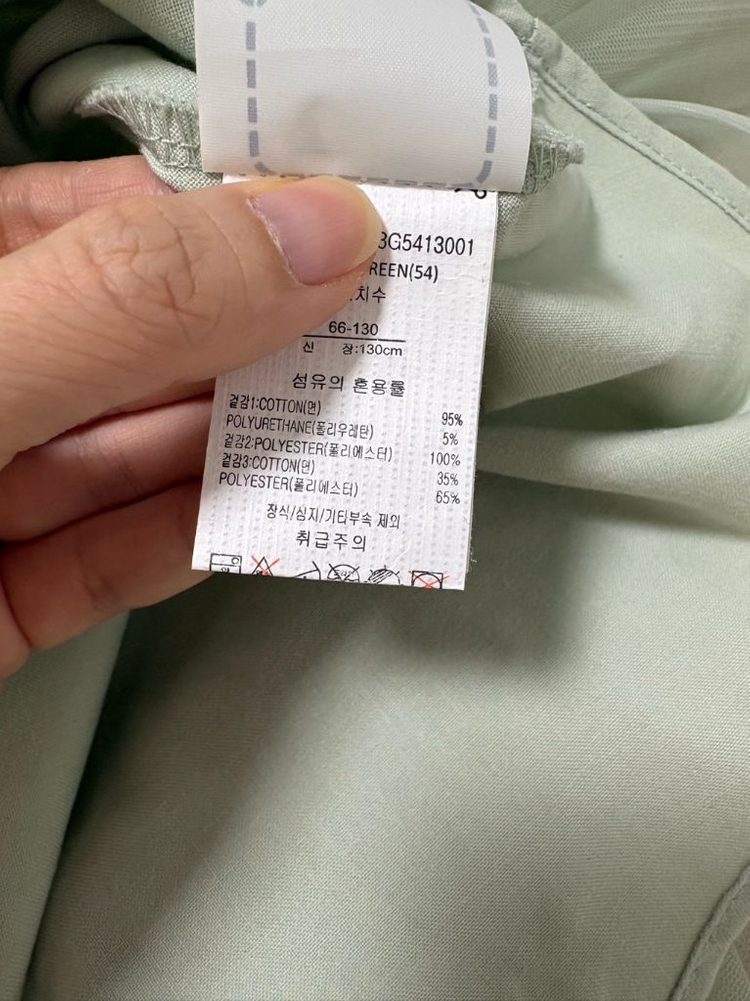 3G5413001
REEN(54)
치수
66-130
신 장:130cm
섬유의 혼용률
겉감1:COTTON(면) 95%
POLYURETHANE(폴리우레탄) 5%
겉감2:POLYESTER(폴리에스터) 100%
겉감3:COTTON(면) 35%
POLYESTER(폴리에스터) 65%
장식/심지/기타부속 제외
취급주의